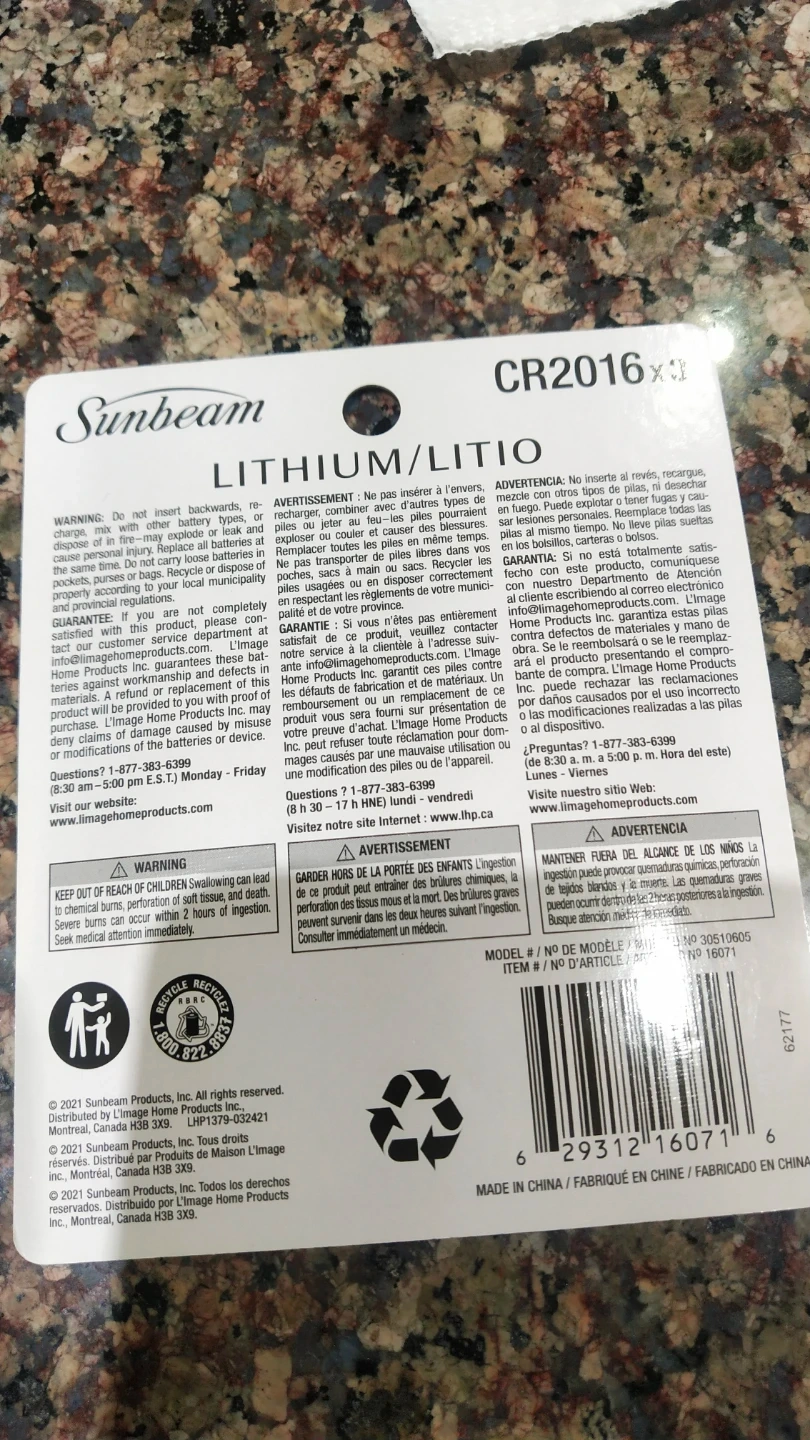 Sunbeam
CR2016
LITHIUM/LITIO
WARNING: Do not insert backwards, re-
charge, mix with other battery types, or
dispose of in fire—may explode or leak and
cause personal injury. Replace all batteries at
the same time. Do not carry loose batteries in
pockets, purses or bags. Recycle or dispose of
properly according to your local municipality
and provincial regulations.
GUARANTEE: If you are not completely
satisfied with this product, please con-
tact our customer service department at
info@limagehomeproducts.com. L'Image
Home Products Inc. guarantees these bat-
teries against workmanship and defects in
materials. A refund or replacement of this
product will be provided to you with proof of
purchase. L'Image Home Products Inc. may
deny claims of damage caused by misuse
or modifications of the batteries or device.
Questions? 1-877-383-6399
(8:30 am–5:00 pm E.S.T.) Monday - Friday
Visit our website:
www.limagehomeproducts.com
AVERTISSEMENT : Ne pas insérer à l'envers,
recharger, combiner avec d'autres types de
piles ou jeter au feu—les piles pourraient
exploser ou couler et causer des blessures.
Remplacer toutes les piles en même temps.
Ne pas transporter de piles libres dans vos
poches, sacs à main ou sacs. Recycler les
piles usagées ou en disposer correctement
en respectant les règlements de votre munici-
palité et de votre province.
GARANTIE : Si vous n'êtes pas entièrement
satisfait de ce produit, veuillez contacter
notre service à la clientèle à l'adresse suiv-
ante info@limagehomeproducts.com. L'Image
Home Products Inc. garantit ces piles contre
les défauts de fabrication et de matériaux. Un
remboursement ou un remplacement de ce
produit vous sera fourni sur présentation de
votre preuve d'achat. L'Image Home Products
Inc. peut refuser toute réclamation pour dom-
mages causés par une mauvaise utilisation ou
une modification des piles ou de l'appareil.
Questions ? 1-877-383-6399
(8 h 30 – 17 h HNE) lundi - vendredi
Visitez notre site Internet : www.lhp.ca
ADVERTENCIA: No inserte al revés, recargue,
mezcle con otros tipos de pilas, ni desechar
en fuego. Puede explotar o tener fugas y cau-
sar lesiones personales. Reemplace todas las
pilas al mismo tiempo. No lleve pilas sueltas
en los bolsillos, carteras o bolsos.
GARANTIA: Si no está totalmente satis-
fecho con este producto, comuniquese
con nuestro Departmento de Atención
al cliente escribiendo al correo electrónico
info@limagehomeproducts.com. L'Image
Home Products Inc. garantiza estas pilas
contra defectos de materiales y mano de
obra. Se le reembolsará o se le reemplaz-
ará el producto presentando el compro-
bante de compra. L'Image Home Products
Inc. puede rechazar las reclamaciones
por daños causados por el uso incorrecto
o las modificaciones realizadas a las pilas
o al dispositivo.
¿Preguntas? 1-877-383-6399
(de 8:30 a. m. a 5:00 p. m. Hora del este)
Lunes - Viernes
Visite nuestro sitio Web:
www.limagehomeproducts.com
WARNING
KEEP OUT OF REACH OF CHILDREN Swallowing can lead
to chemical burns, perforation of soft tissue, and death.
Severe burns can occur within 2 hours of ingestion.
Seek medical attention immediately.
AVERTISSEMENT
GARDER HORS DE LA PORTÉE DES ENFANTS L'ingestion
de ce produit peut entraîner des brûlures chimiques, la
perforation des tissus mous et la mort. Des brûlures graves
peuvent survenir dans les deux heures suivant l'ingestion.
Consulter immédiatement un médecin.
ADVERTENCIA
MANTENER FUERA DEL ALCANCE DE LOS NIÑOS La
ingestión puede provocar quemaduras químicas, perforación
de tejidos blandos y la muerte. Las quemaduras graves
pueden ocurrir dentro de las 2 horas posteriores a la ingestión.
Busque atención de inmediato.
MODEL # / Nº DE MODÈLE / Nº 30510605
ITEM # / Nº D'ARTICLE / Nº 16071
RECYCLE RECYCLEZ
RBRC
1.800.822.8837
62177
6 29312 16071 6
MADE IN CHINA / FABRIQUÉ EN CHINE / FABRICADO EN CHINA
© 2021 Sunbeam Products, Inc. All rights reserved.
Distributed by L'Image Home Products Inc.,
Montreal, Canada H3B 3X9. LHP1379-032421
© 2021 Sunbeam Products, Inc. Tous droits
réservés. Distribué par Produits de Maison L'Image
inc., Montréal, Canada H3B 3X9.
© 2021 Sunbeam Products, Inc. Todos los derechos
reservados. Distribuido por L'Image Home Products
Inc., Montreal, Canada H3B 3X9.